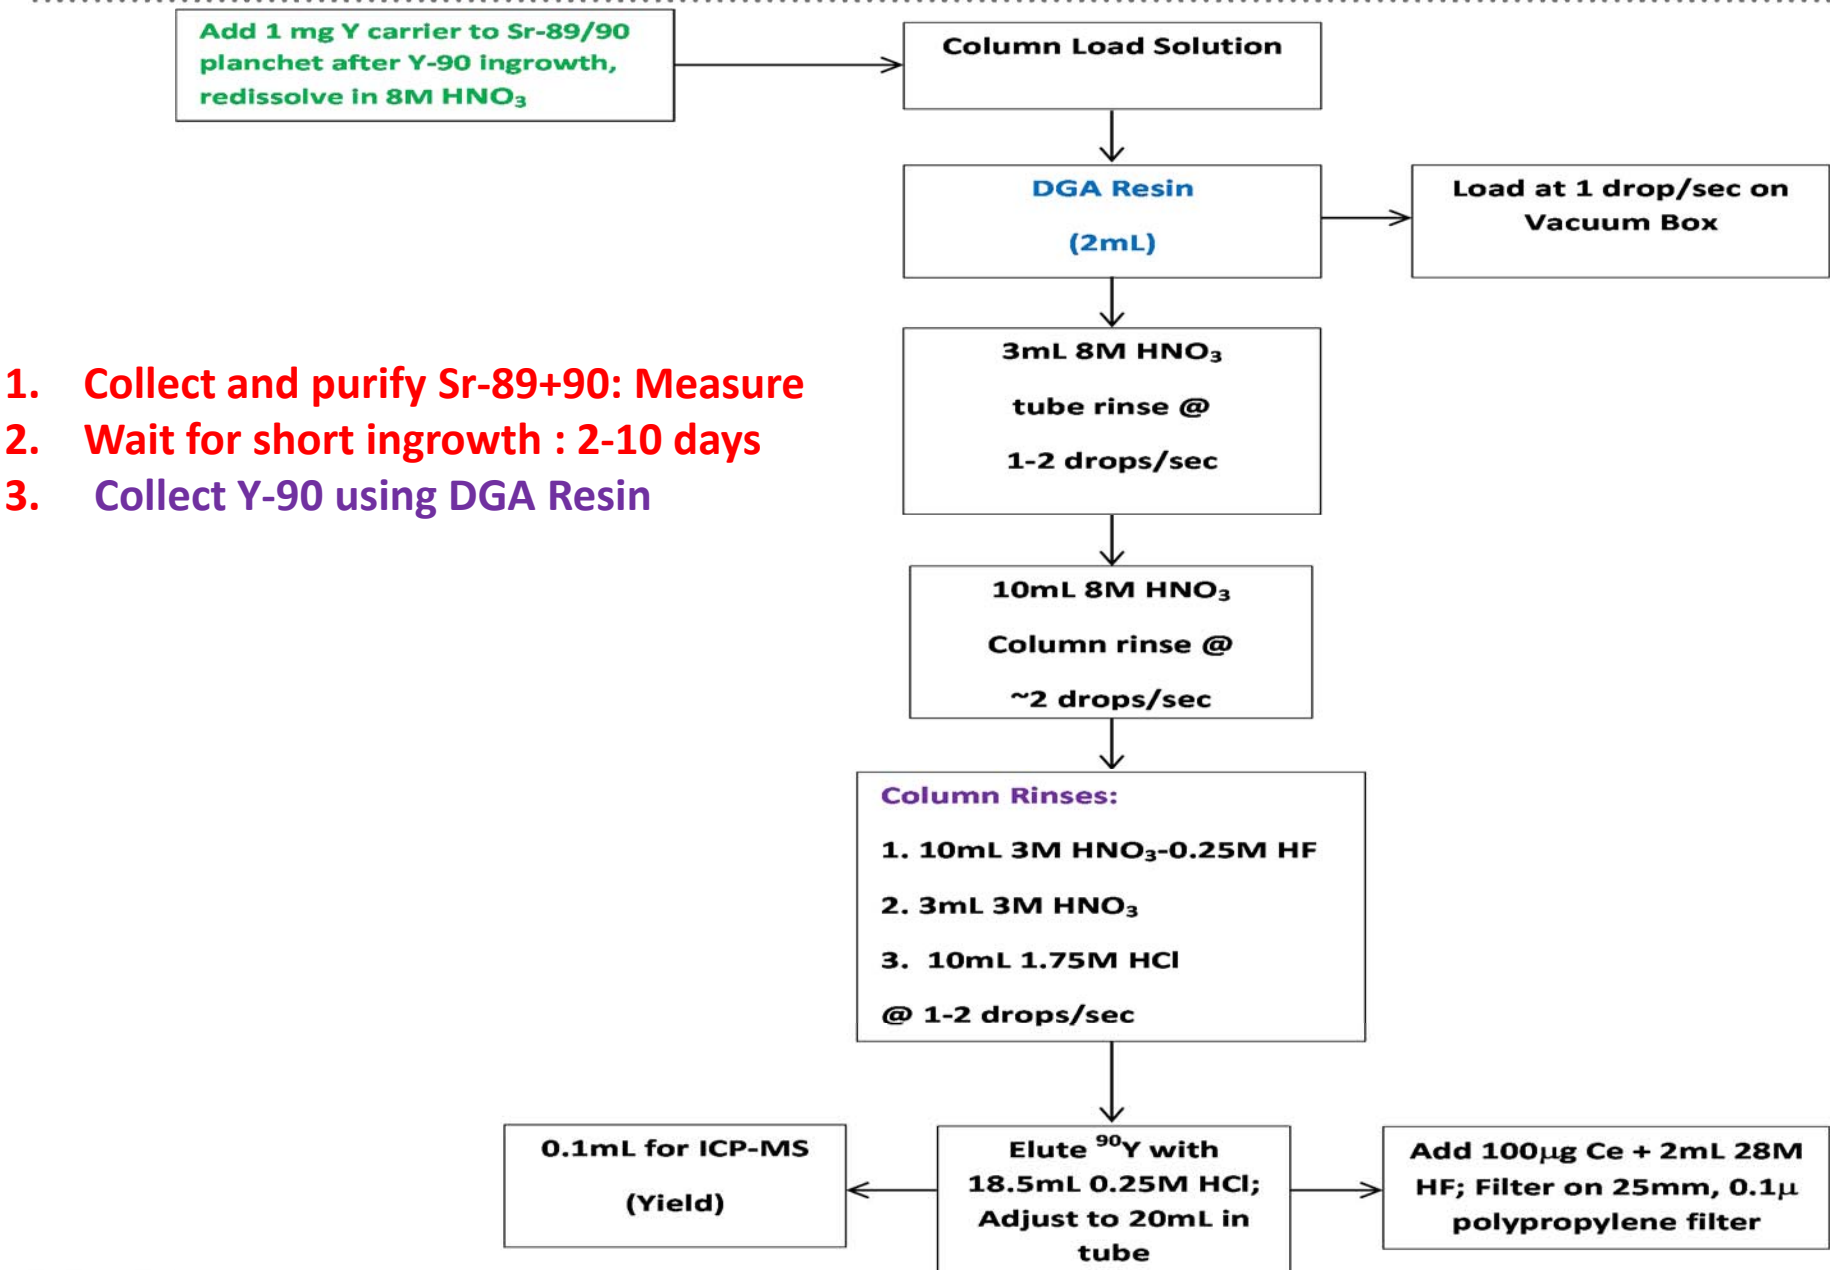 Add 1 mg Y carrier to Sr-89/90
planchet after Y-90 ingrowth,
redissolve in 8M HNO₃
Column Load Solution
DGA Resin
(2mL)
Load at 1 drop/sec on
Vacuum Box
3mL 8M HNO₃
tube rinse @
1-2 drops/sec
1. Collect and purify Sr-89+90: Measure
2. Wait for short ingrowth : 2-10 days
3. Collect Y-90 using DGA Resin
10mL 8M HNO₃
Column rinse @
~2 drops/sec
Column Rinses:
1. 10mL 3M HNO₃-0.25M HF
2. 3mL 3M HNO₃
3. 10mL 1.75M HCl
@ 1-2 drops/sec
0.1mL for ICP-MS
(Yield)
Elute ⁹⁰Y with
18.5mL 0.25M HCl;
Adjust to 20mL in
tube
Add 100µg Ce + 2mL 28M
HF; Filter on 25mm, 0.1µ
polypropylene filter